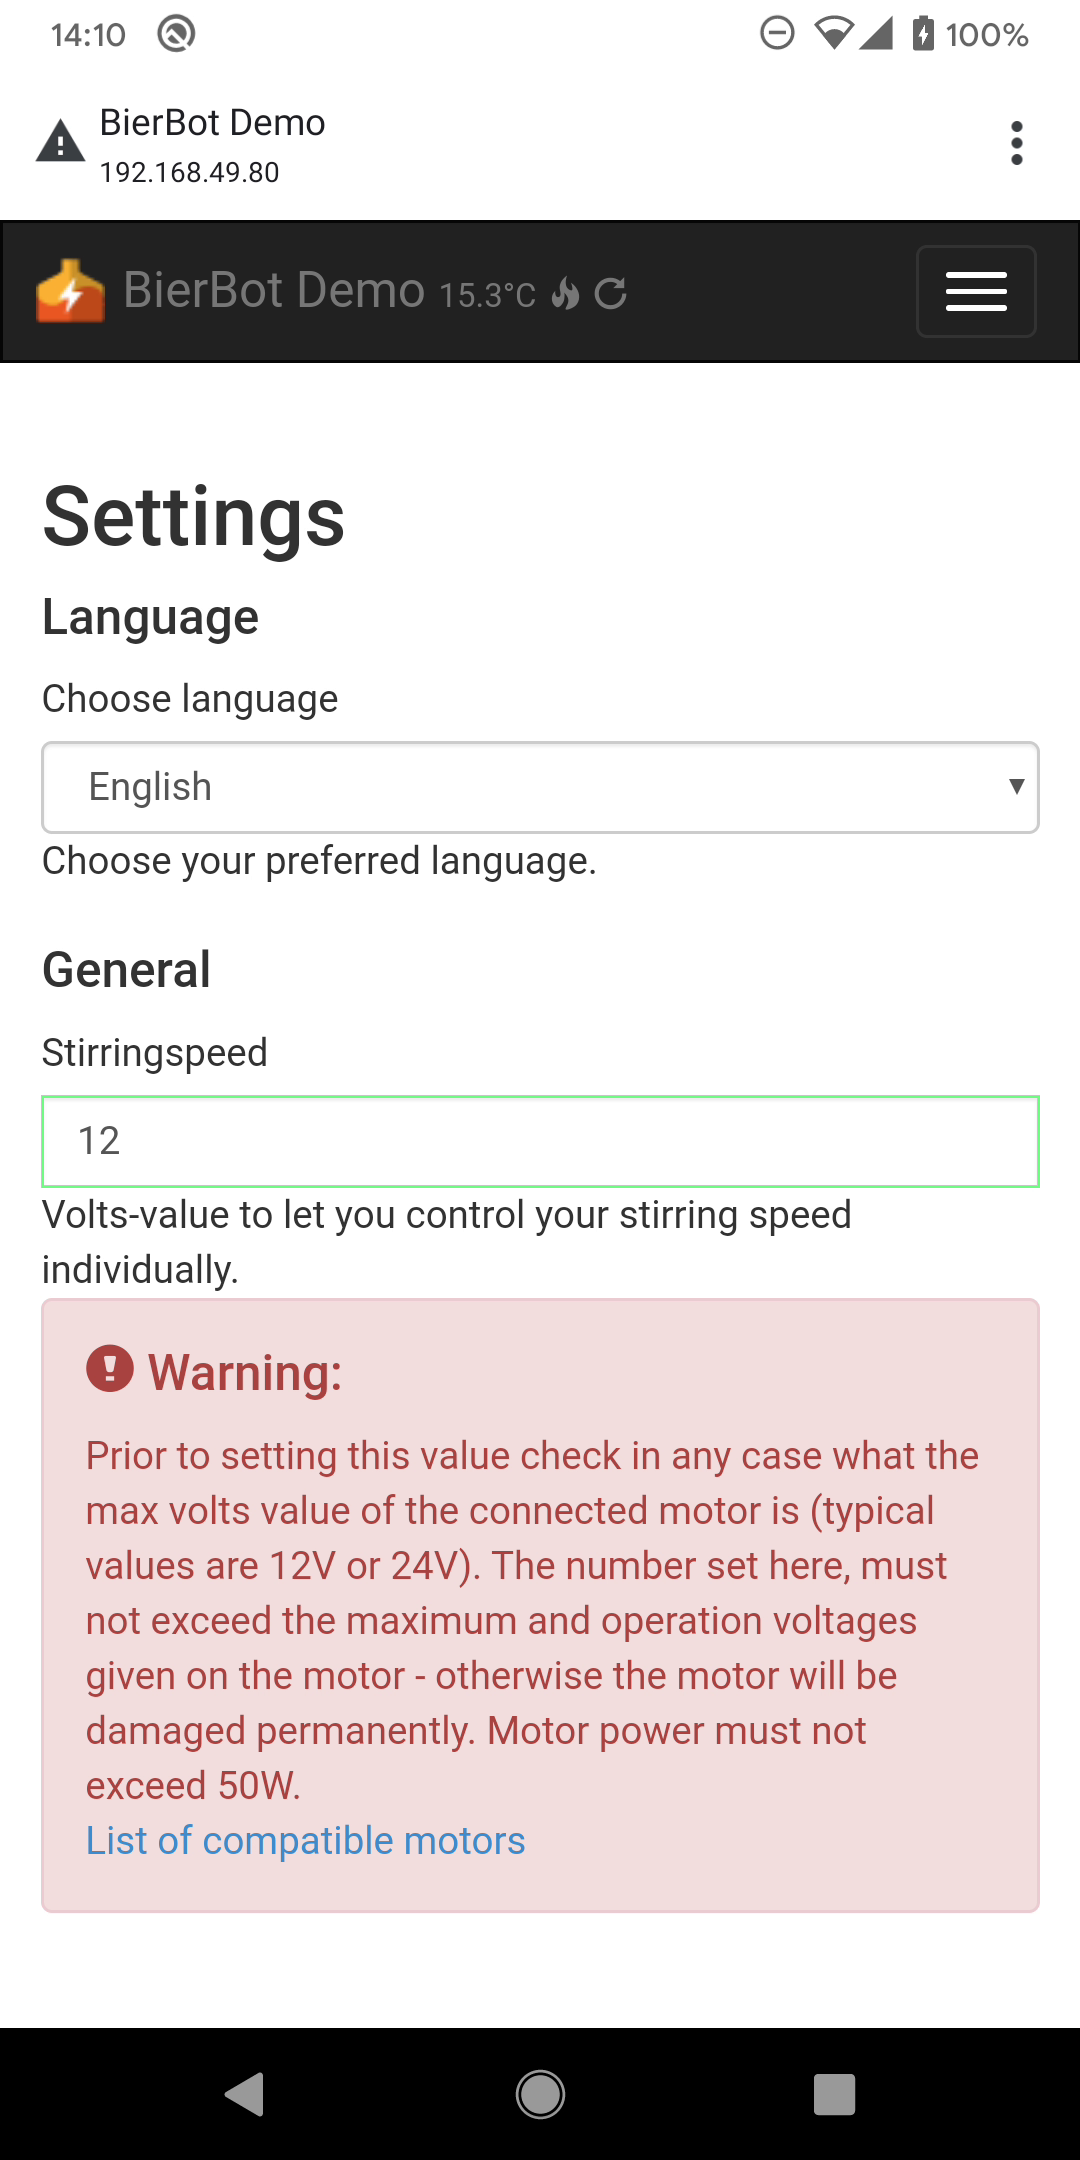 14:10
100%
BierBot Demo
192.168.49.80
BierBot Demo 15.3°C
Settings
Language
Choose language
English
Choose your preferred language.
General
Stirringspeed
12
Volts-value to let you control your stirring speed
individually.
Warning:
Prior to setting this value check in any case what the
max volts value of the connected motor is (typical
values are 12V or 24V). The number set here, must
not exceed the maximum and operation voltages
given on the motor - otherwise the motor will be
damaged permanently. Motor power must not
exceed 50W.
List of compatible motors